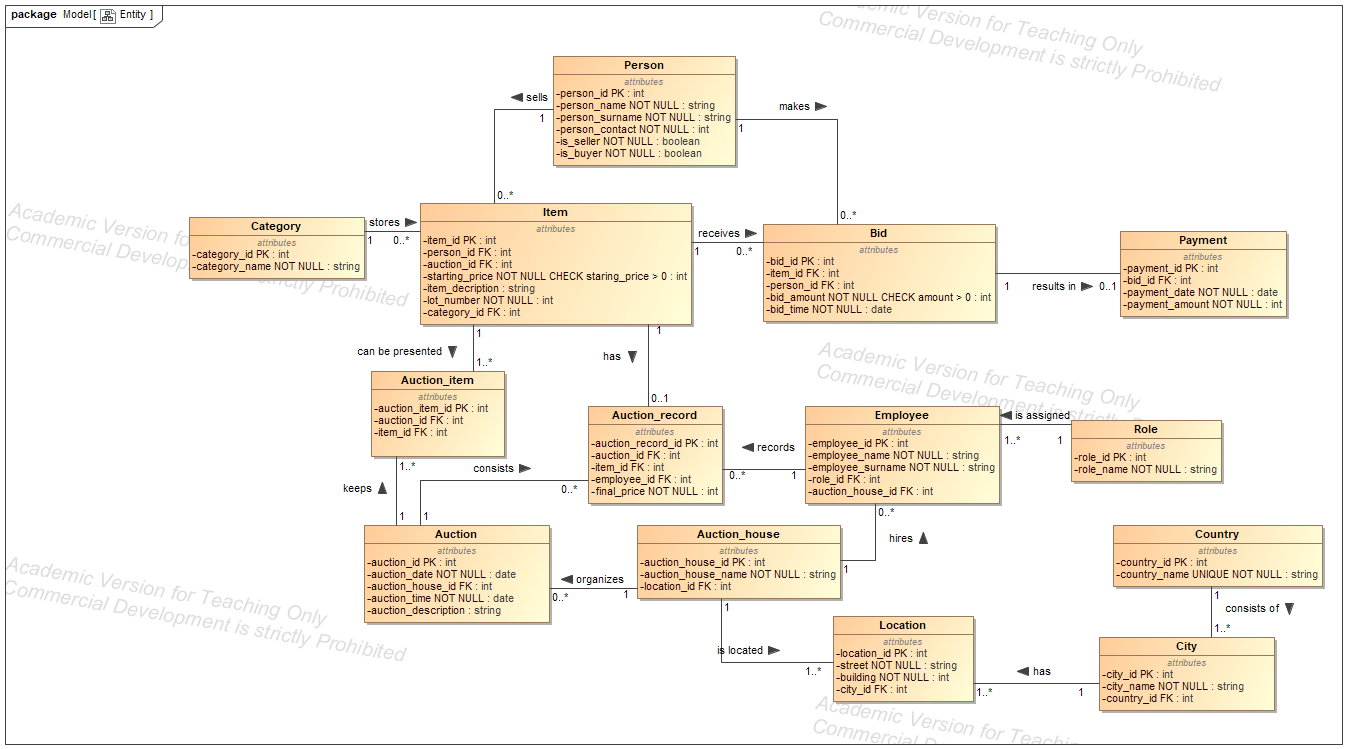 package Model[ Entity ]
Academic Version for Teaching Only
Commercial Development is strictly Prohibited
Person
attributes
-person_id PK : int
-person_name NOT NULL : string
-person_surname NOT NULL : string
-person_contact NOT NULL : int
-is_seller NOT NULL : boolean
-is_buyer NOT NULL : boolean
sells
1
0..*
makes
1
0..*
Academic Version for
Commercial Development is strictly Prohibited
Category
attributes
-category_id PK : int
-category_name NOT NULL : string
stores
1
0..*
Item
attributes
-item_id PK : int
-person_id FK : int
-auction_id FK : int
-starting_price NOT NULL CHECK staring_price > 0 : int
-item_decription : string
-lot_number NOT NULL : int
-category_id FK : int
receives
1
0..*
Bid
attributes
-bid_id PK : int
-item_id FK : int
-person_id FK : int
-bid_amount NOT NULL CHECK amount > 0 : int
-bid_time NOT NULL : date
1
results in
0..1
Payment
attributes
-payment_id PK : int
-bid_id FK : int
-payment_date NOT NULL : date
-payment_amount NOT NULL : int
1
can be presented
1..*
1
has
0..1
Academic Version for Teaching Only
Commercial Development is strictly Prohibited
Auction_item
attributes
-auction_item_id PK : int
-auction_id FK : int
-item_id FK : int
Auction_record
attributes
-auction_record_id PK : int
-auction_id FK : int
-item_id FK : int
-employee_id FK : int
-final_price NOT NULL : int
records
0..*
1
Employee
attributes
-employee_id PK : int
-employee_name NOT NULL : string
-employee_surname NOT NULL : string
-role_id FK : int
-auction_house_id FK : int
is assigned
1..*
1
Role
attributes
-role_id PK : int
-role_name NOT NULL : string
1..*
keeps
1
consists
0..*
1
0..*
hires
1
Auction
attributes
-auction_id PK : int
-auction_date NOT NULL : date
-auction_house_id FK : int
-auction_time NOT NULL : date
-auction_description : string
organizes
0..*
1
Auction_house
attributes
-auction_house_id PK : int
-auction_house_name NOT NULL : string
-location_id FK : int
Country
attributes
-country_id PK : int
-country_name UNIQUE NOT NULL : string
1
consists of
1..*
Academic Version for Teaching Only
Commercial Development is strictly Prohibited
1
is located
1..*
Location
attributes
-location_id PK : int
-street NOT NULL : string
-building NOT NULL : int
-city_id FK : int
has
1..*
1
City
attributes
-city_id PK : int
-city_name NOT NULL : string
-country_id FK : int
Academic Version for Teaching Only
Commercial Development is